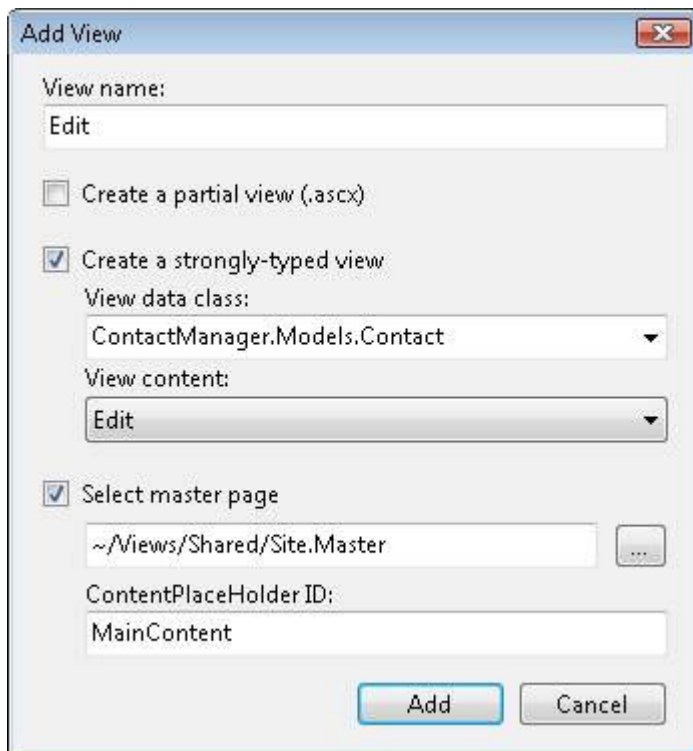 Add View
View name:
Edit
Create a partial view (.ascx)
Create a strongly-typed view
View data class:
ContactManager.Models.Contact
View content:
Edit
Select master page
~/Views/Shared/Site.Master
...
ContentPlaceHolder ID:
MainContent
Add Cancel